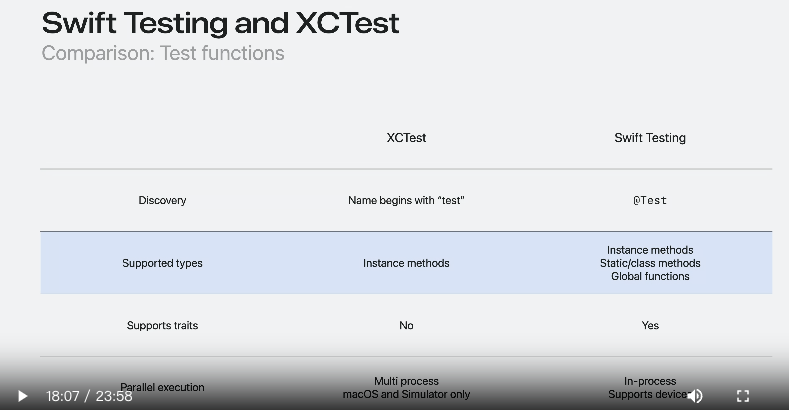 Swift Testing and XCTest
Comparison: Test functions
XCTest
Swift Testing
Discovery
Name begins with “test”
@Test
Supported types
Instance methods
Instance methods
Static/class methods
Global functions
Supports traits
No
Yes
Parallel execution
Multi process
macOS and Simulator only
In-process
Supports devices
18:07 / 23:58